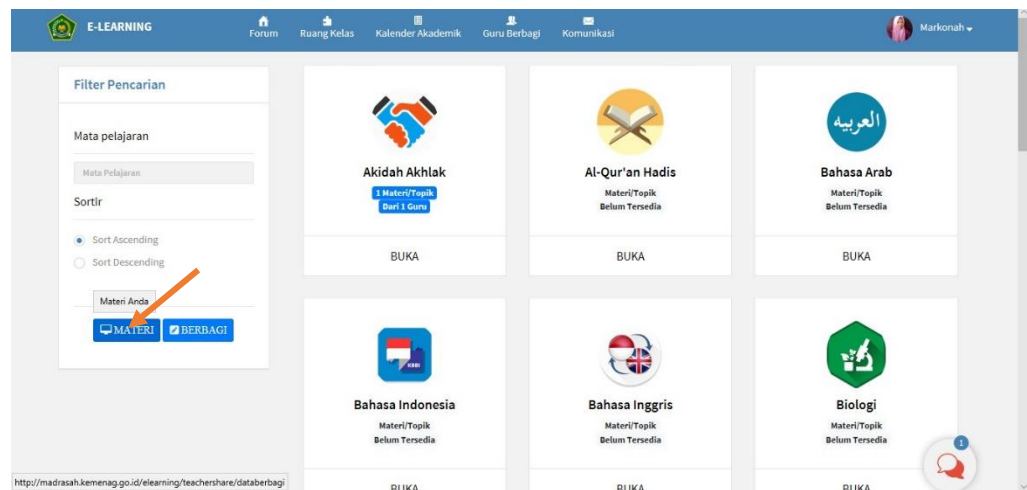 E-LEARNING
Forum
Ruang Kelas
Kalender Akademik
Guru Berbagi
Komunikasi
Markonah
Filter Pencarian
Mata pelajaran
Mata Pelajaran
Sortir
Sort Ascending
Sort Descending
Materi Anda
MATERI
BERBAGI
Akidah Akhlak
1 Materi/Topik
Dari 1 Guru
BUKA
Al-Qur'an Hadis
Materi/Topik
Belum Tersedia
BUKA
العربيه
Bahasa Arab
Materi/Topik
Belum Tersedia
BUKA
KBBI
Bahasa Indonesia
Materi/Topik
Belum Tersedia
BUKA
Bahasa Inggris
Materi/Topik
Belum Tersedia
BUKA
Biologi
Materi/Topik
Belum Tersedia
BUKA
1
http://madrasah.kemenag.go.id/elearning/teachershare/databerbagi